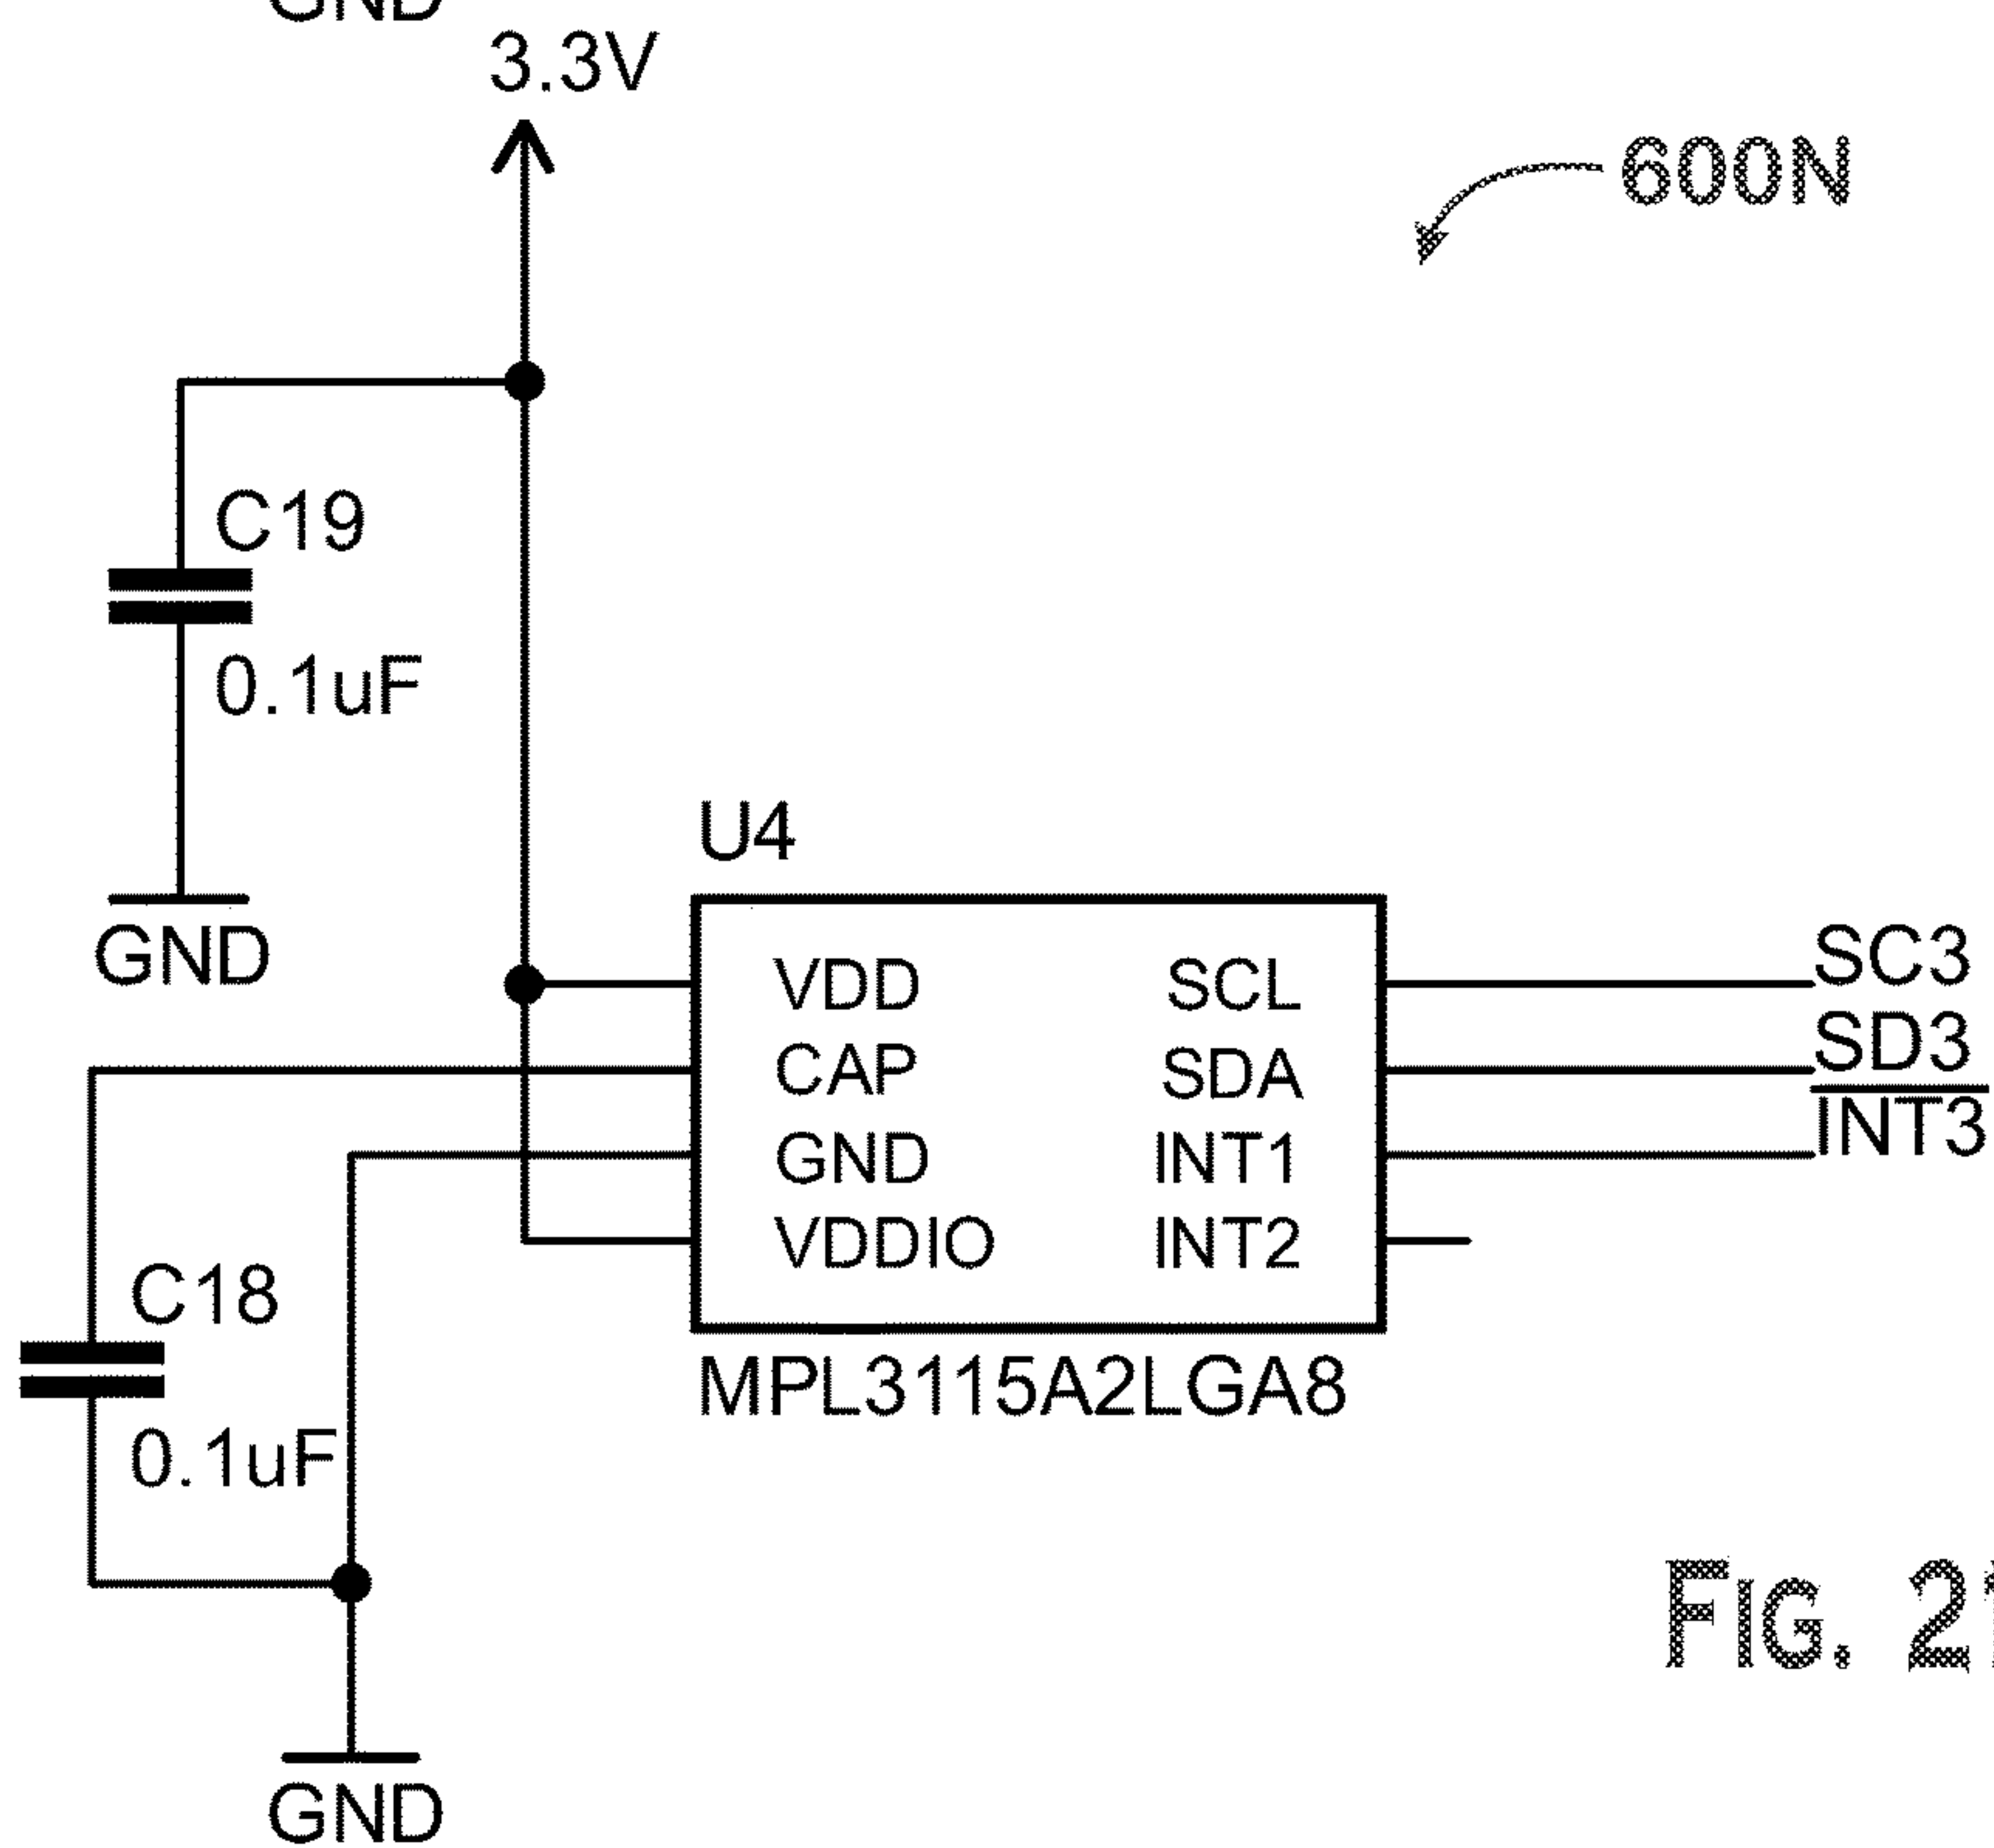 GND
3.3V
600N
C19
0.1uF
GND
U4
VDD SCL SC3
CAP SDA SD3
GND INT1 INT3
VDDIO INT2
MPL3115A2LGA8
C18
0.1uF
FIG. 21
GND